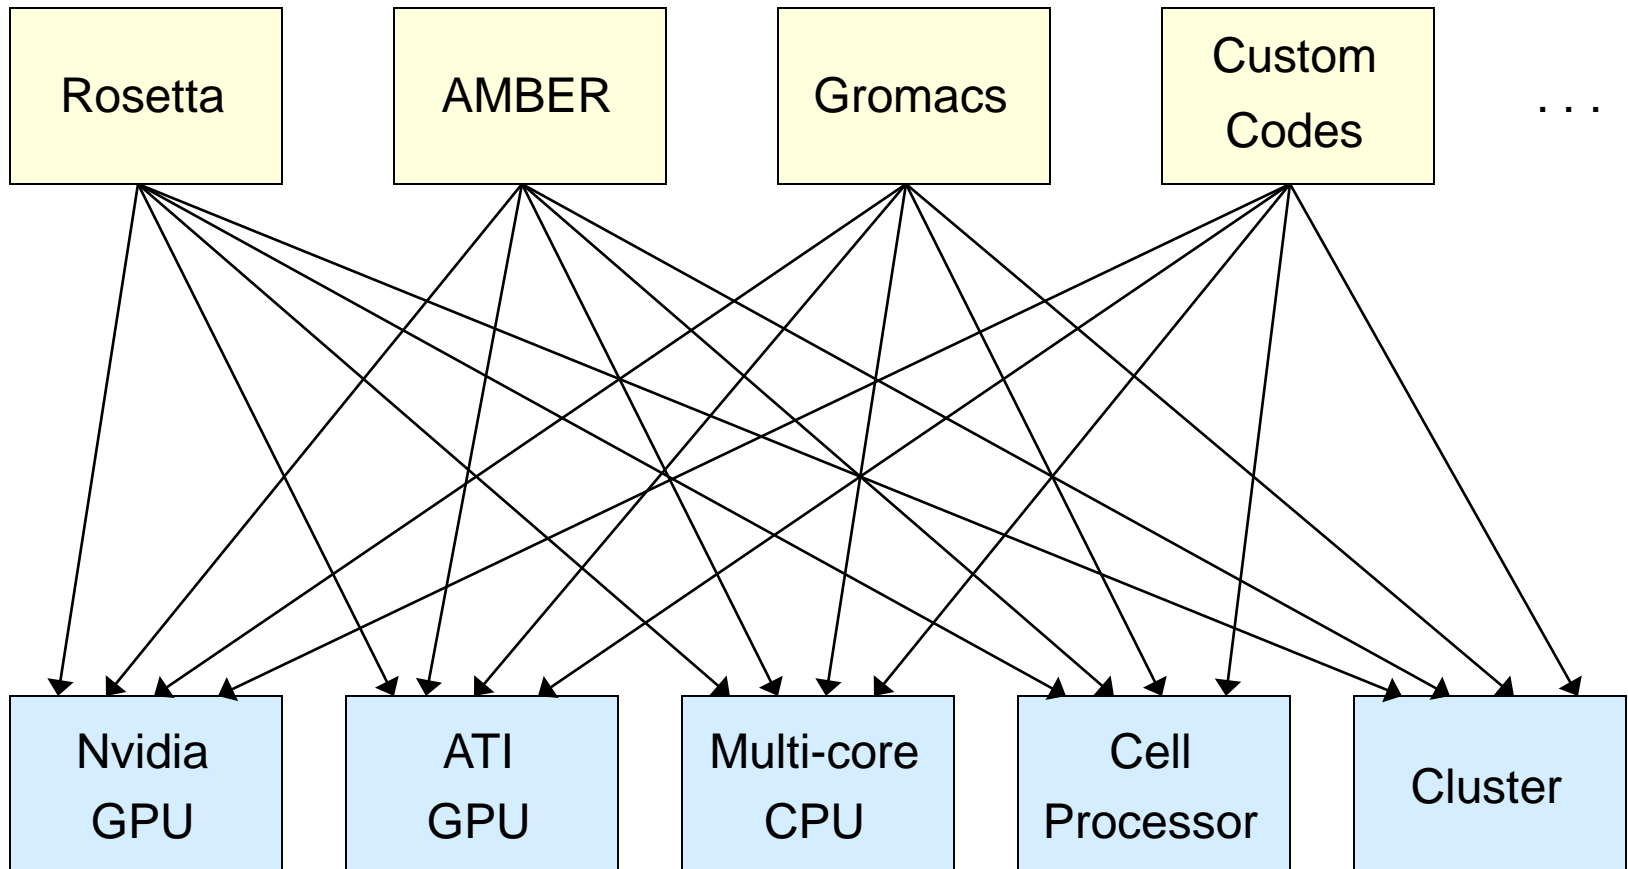 Rosetta
AMBER
Gromacs
Custom
Codes
. . .
Nvidia
GPU
ATI
GPU
Multi-core
CPU
Cell
Processor
Cluster